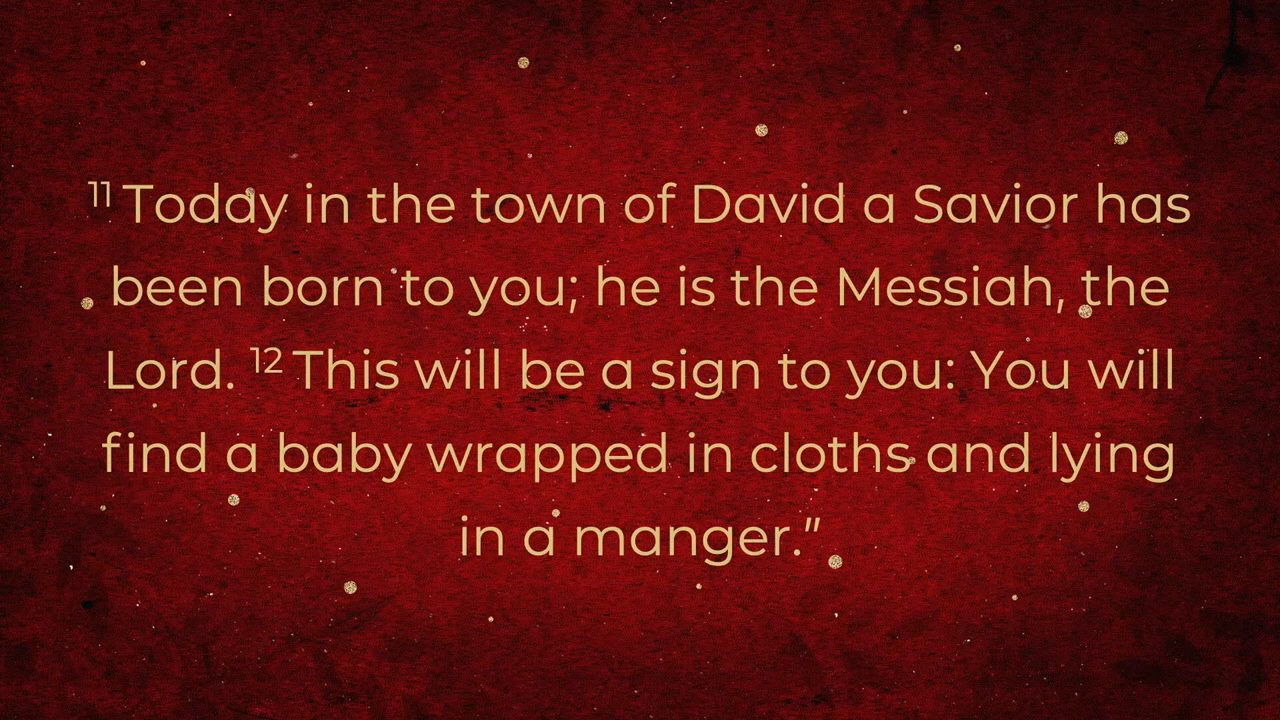 ¹¹ Today in the town of David a Savior has
been born to you; he is the Messiah, the
Lord. ¹² This will be a sign to you: You will
find a baby wrapped in cloths and lying
in a manger.”